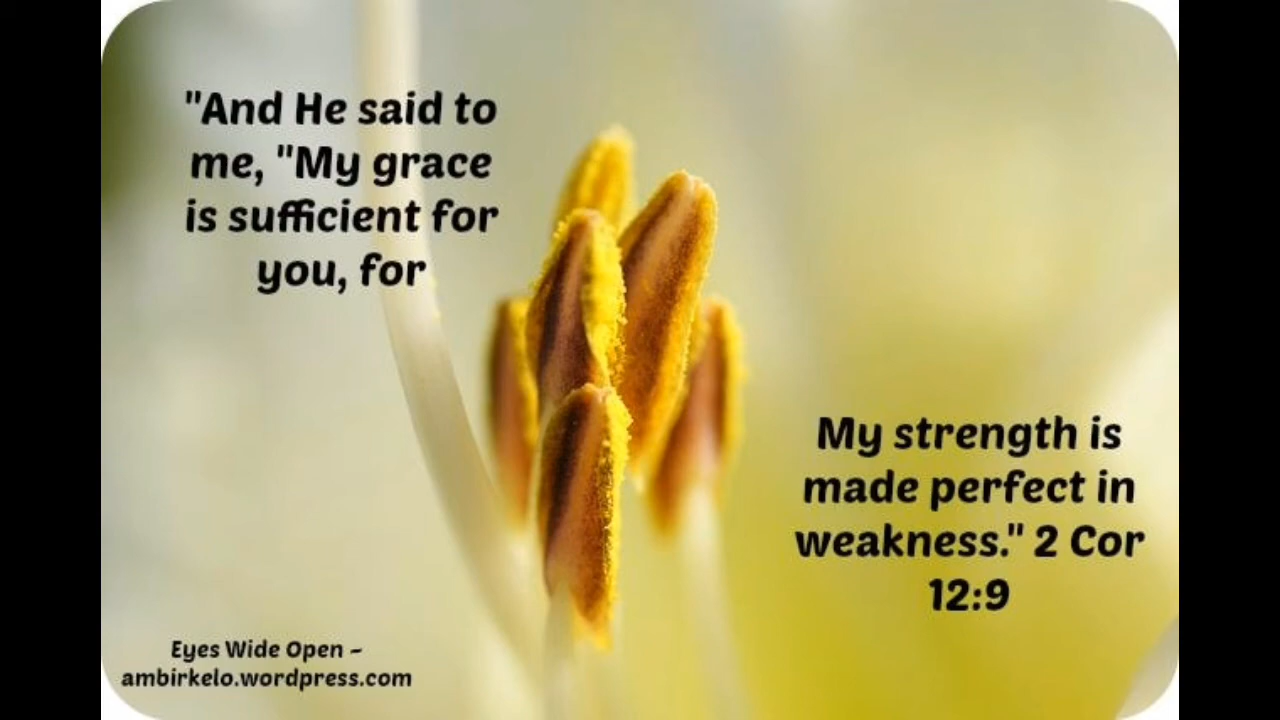 "And He said to
me, "My grace
is sufficient for
you, for
My strength is
made perfect in
weakness." 2 Cor
12:9
Eyes Wide Open ~
ambirkelo.wordpress.com